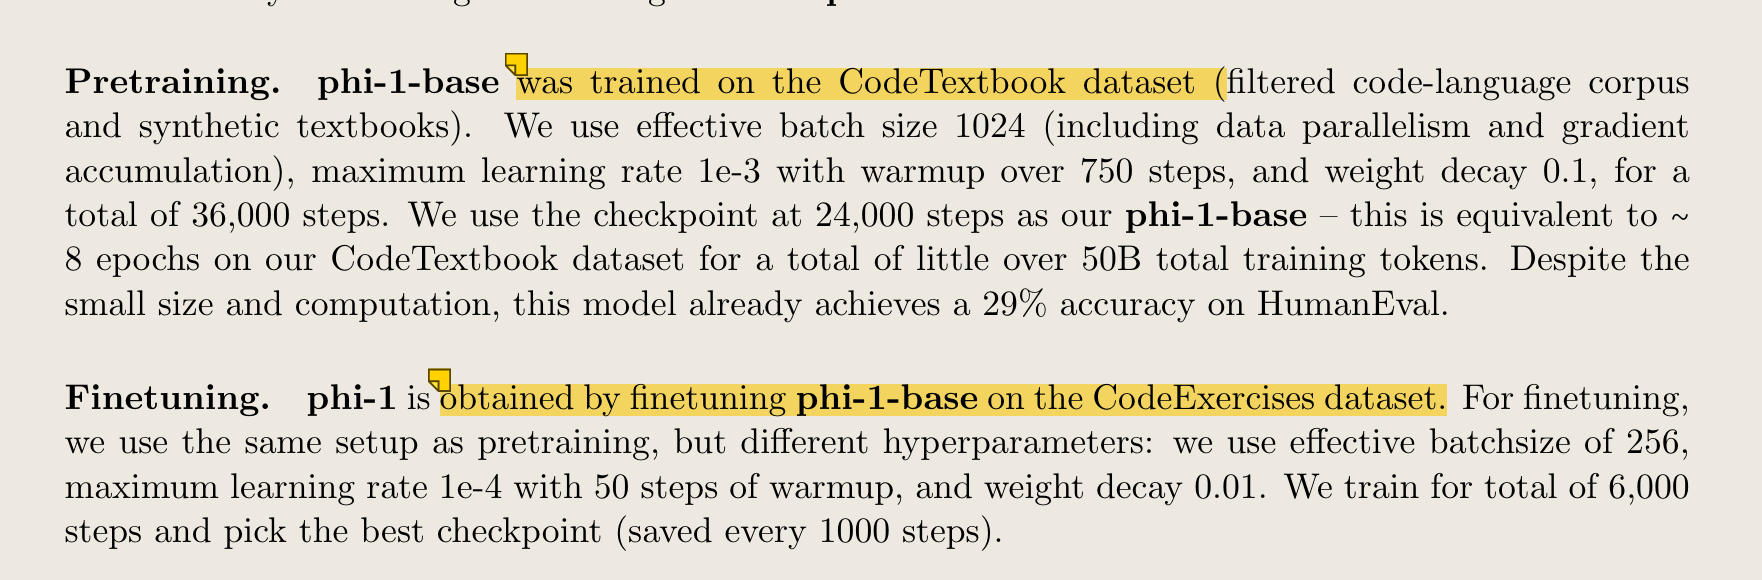 Pretraining. phi-1-base was trained on the CodeTextbook dataset (filtered code-language corpus
and synthetic textbooks). We use effective batch size 1024 (including data parallelism and gradient
accumulation), maximum learning rate 1e-3 with warmup over 750 steps, and weight decay 0.1, for a
total of 36,000 steps. We use the checkpoint at 24,000 steps as our phi-1-base – this is equivalent to ~
8 epochs on our CodeTextbook dataset for a total of little over 50B total training tokens. Despite the
small size and computation, this model already achieves a 29% accuracy on HumanEval.
Finetuning. phi-1 is obtained by finetuning phi-1-base on the CodeExercises dataset. For finetuning,
we use the same setup as pretraining, but different hyperparameters: we use effective batchsize of 256,
maximum learning rate 1e-4 with 50 steps of warmup, and weight decay 0.01. We train for total of 6,000
steps and pick the best checkpoint (saved every 1000 steps).